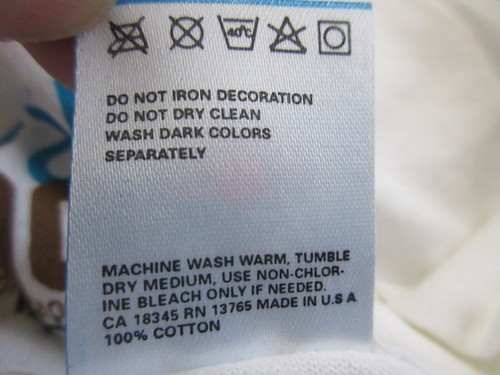 40°C
DO NOT IRON DECORATION
DO NOT DRY CLEAN
WASH DARK COLORS
SEPARATELY
MACHINE WASH WARM, TUMBLE
DRY MEDIUM, USE NON-CHLOR-
INE BLEACH ONLY IF NEEDED.
CA 18345 RN 13765 MADE IN U.S A
100% COTTON